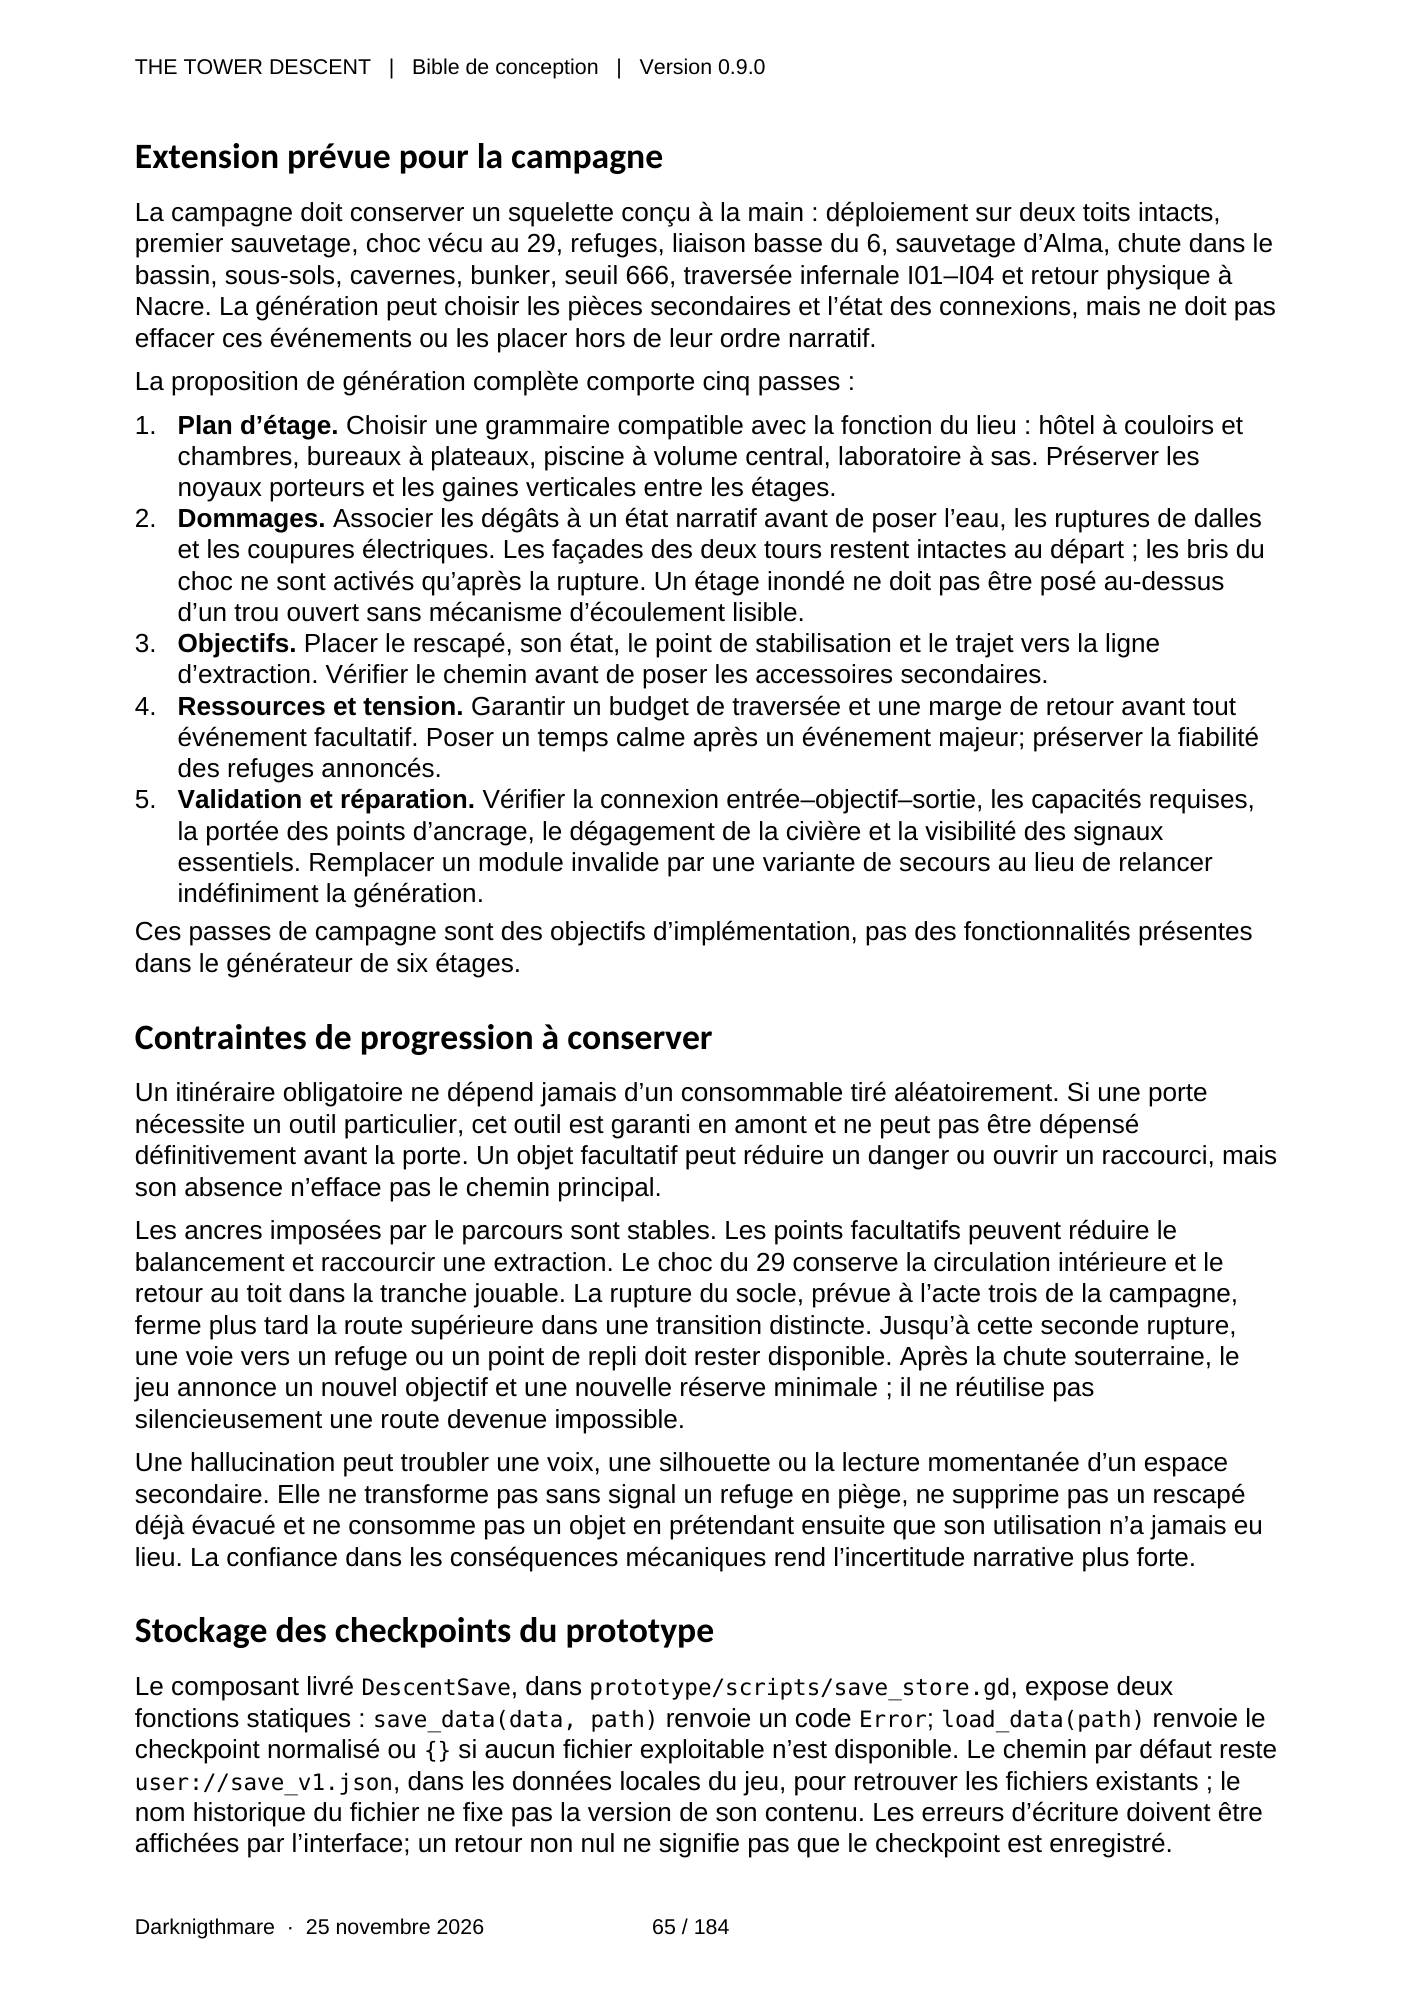 THE TOWER DESCENT | Bible de conception | Version 0.9.0
Extension prévue pour la campagne
La campagne doit conserver un squelette conçu à la main : déploiement sur deux toits intacts,
premier sauvetage, choc vécu au 29, refuges, liaison basse du 6, sauvetage d’Alma, chute dans le
bassin, sous-sols, cavernes, bunker, seuil 666, traversée infernale I01–I04 et retour physique à
Nacre. La génération peut choisir les pièces secondaires et l’état des connexions, mais ne doit pas
effacer ces événements ou les placer hors de leur ordre narratif.
La proposition de génération complète comporte cinq passes :
1. Plan d’étage. Choisir une grammaire compatible avec la fonction du lieu : hôtel à couloirs et
chambres, bureaux à plateaux, piscine à volume central, laboratoire à sas. Préserver les
noyaux porteurs et les gaines verticales entre les étages.
2. Dommages. Associer les dégâts à un état narratif avant de poser l’eau, les ruptures de dalles
et les coupures électriques. Les façades des deux tours restent intactes au départ ; les bris du
choc ne sont activés qu’après la rupture. Un étage inondé ne doit pas être posé au-dessus
d’un trou ouvert sans mécanisme d’écoulement lisible.
3. Objectifs. Placer le rescapé, son état, le point de stabilisation et le trajet vers la ligne
d’extraction. Vérifier le chemin avant de poser les accessoires secondaires.
4. Ressources et tension. Garantir un budget de traversée et une marge de retour avant tout
événement facultatif. Poser un temps calme après un événement majeur; préserver la fiabilité
des refuges annoncés.
5. Validation et réparation. Vérifier la connexion entrée–objectif–sortie, les capacités requises,
la portée des points d’ancrage, le dégagement de la civière et la visibilité des signaux
essentiels. Remplacer un module invalide par une variante de secours au lieu de relancer
indéfiniment la génération.
Ces passes de campagne sont des objectifs d’implémentation, pas des fonctionnalités présentes
dans le générateur de six étages.
Contraintes de progression à conserver
Un itinéraire obligatoire ne dépend jamais d’un consommable tiré aléatoirement. Si une porte
nécessite un outil particulier, cet outil est garanti en amont et ne peut pas être dépensé
définitivement avant la porte. Un objet facultatif peut réduire un danger ou ouvrir un raccourci, mais
son absence n’efface pas le chemin principal.
Les ancres imposées par le parcours sont stables. Les points facultatifs peuvent réduire le
balancement et raccourcir une extraction. Le choc du 29 conserve la circulation intérieure et le
retour au toit dans la tranche jouable. La rupture du socle, prévue à l’acte trois de la campagne,
ferme plus tard la route supérieure dans une transition distincte. Jusqu’à cette seconde rupture,
une voie vers un refuge ou un point de repli doit rester disponible. Après la chute souterraine, le
jeu annonce un nouvel objectif et une nouvelle réserve minimale ; il ne réutilise pas
silencieusement une route devenue impossible.
Une hallucination peut troubler une voix, une silhouette ou la lecture momentanée d’un espace
secondaire. Elle ne transforme pas sans signal un refuge en piège, ne supprime pas un rescapé
déjà évacué et ne consomme pas un objet en prétendant ensuite que son utilisation n’a jamais eu
lieu. La confiance dans les conséquences mécaniques rend l’incertitude narrative plus forte.
Stockage des checkpoints du prototype
Le composant livré DescentSave, dans prototype/scripts/save_store.gd, expose deux
fonctions statiques : save_data(data, path) renvoie un code Error; load_data(path) renvoie le
checkpoint normalisé ou {} si aucun fichier exploitable n’est disponible. Le chemin par défaut reste
user://save_v1.json, dans les données locales du jeu, pour retrouver les fichiers existants ; le
nom historique du fichier ne fixe pas la version de son contenu. Les erreurs d’écriture doivent être
affichées par l’interface; un retour non nul ne signifie pas que le checkpoint est enregistré.
Darknigthmare · 25 novembre 2026 65 / 184